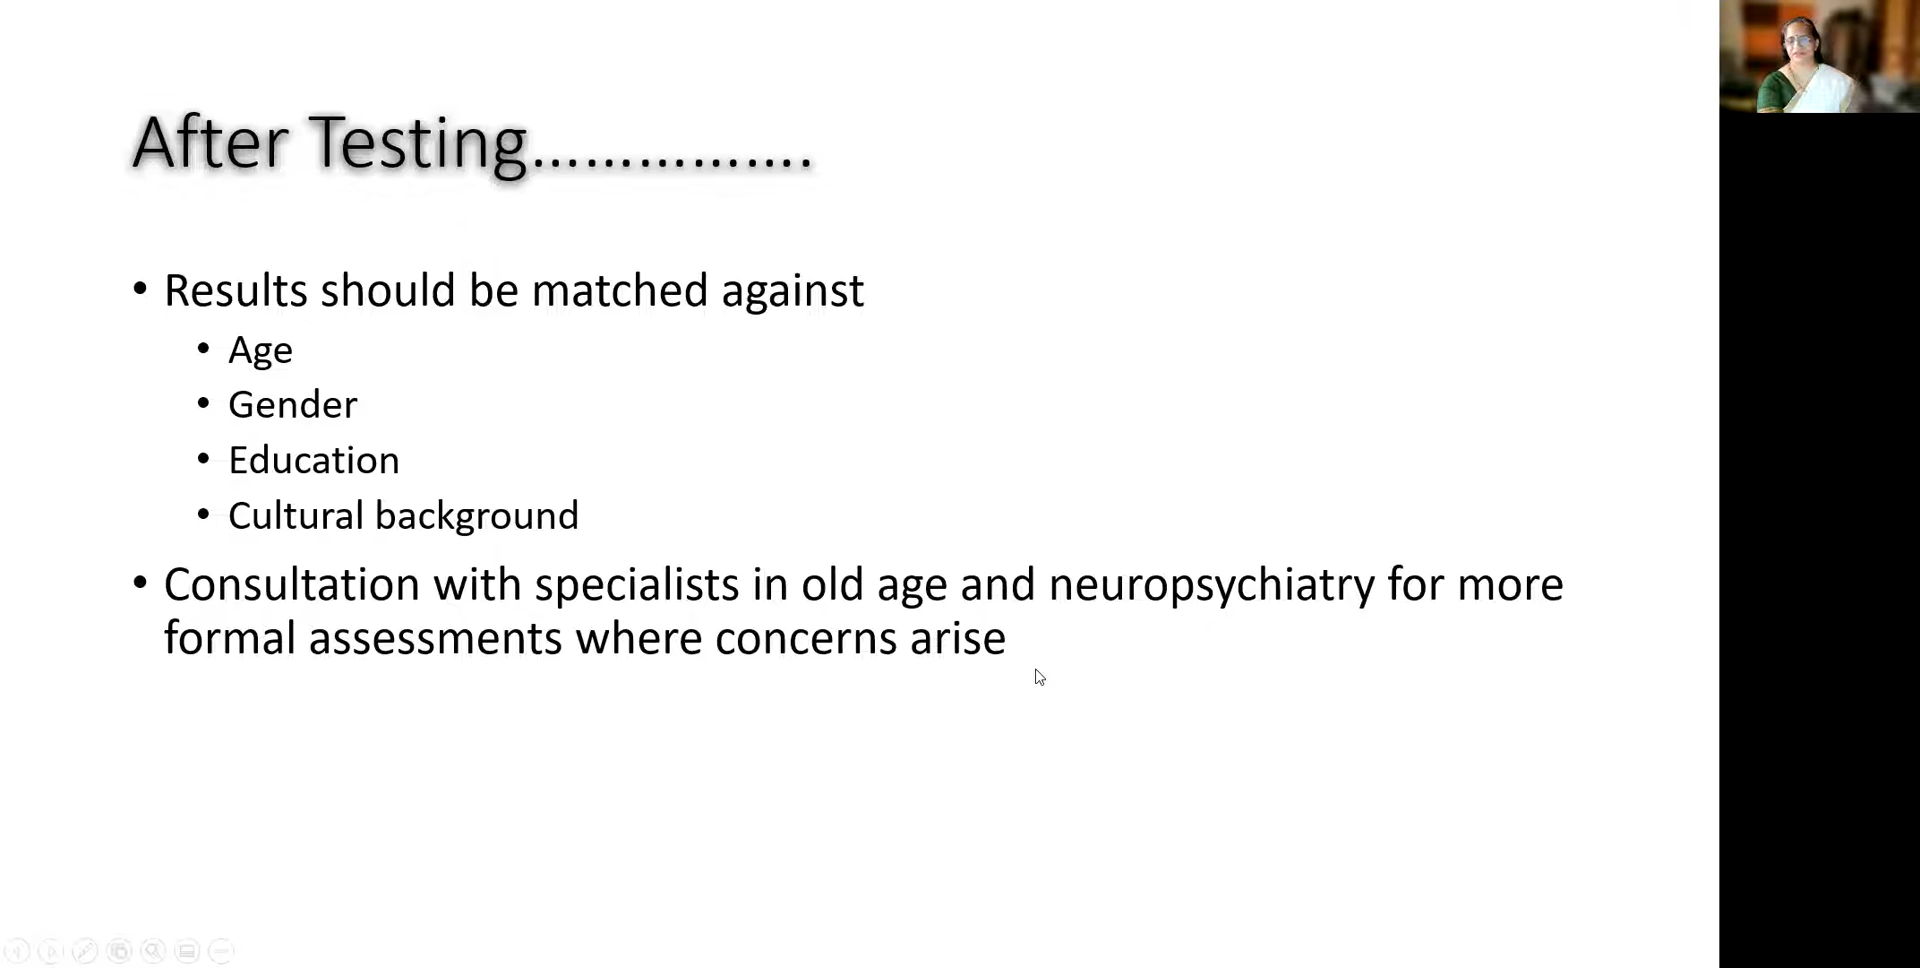 After Testing................
• Results should be matched against
• Age
• Gender
• Education
• Cultural background
• Consultation with specialists in old age and neuropsychiatry for more
formal assessments where concerns arise